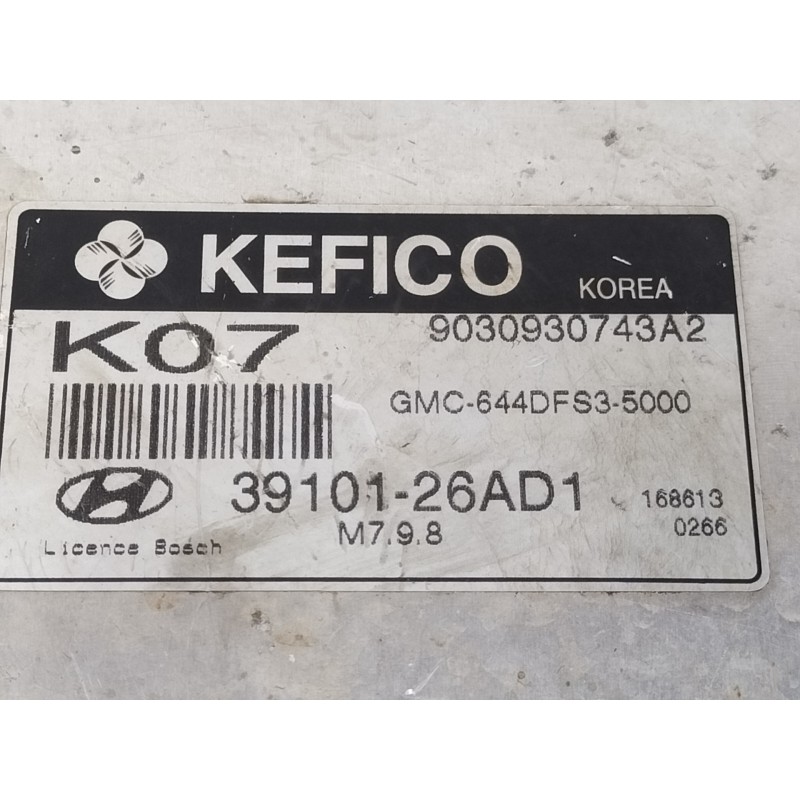 KEFICO KOREA
K07 9030930743A2
GMC-644DFS3-5000
39101-26AD1 168613
M7.9.8 0266
Licence Bosch